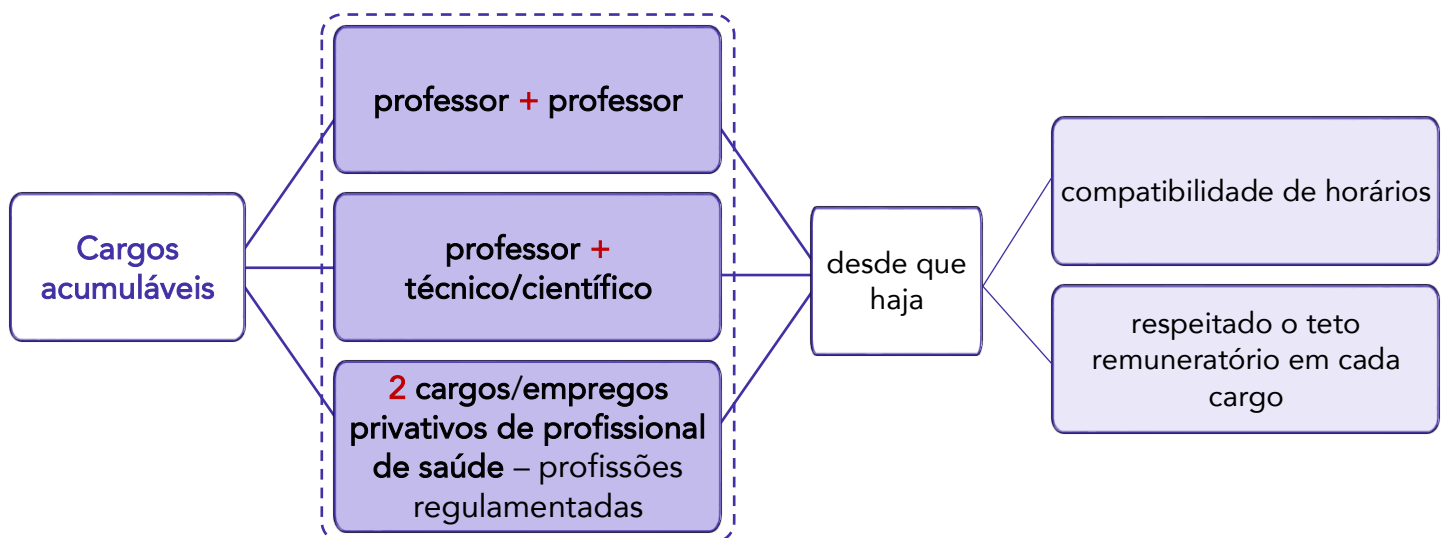 Cargos
acumuláveis
professor + professor
professor +
técnico/científico
2 cargos/empregos
privativos de profissional
de saúde – profissões
regulamentadas
desde que
haja
compatibilidade de horários
respeitado o teto
remuneratório em cada
cargo